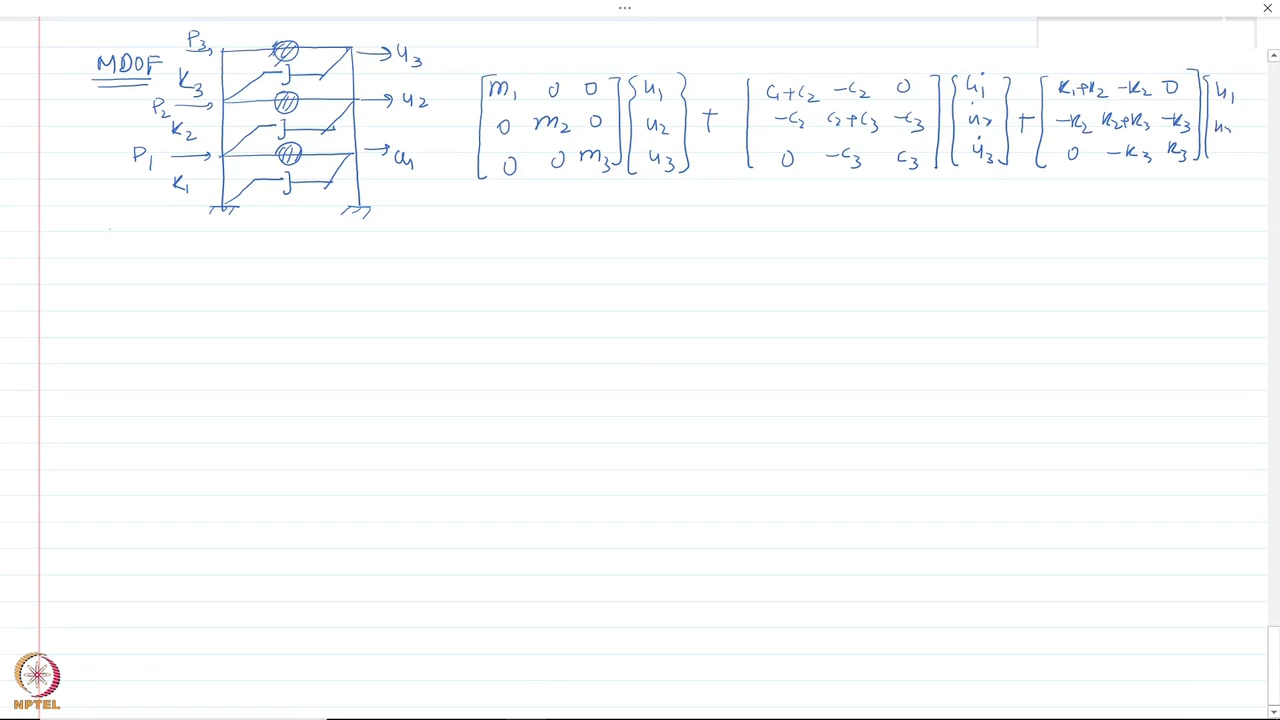 MDOF
P3
K3
u3
P2
K2
u2
P1
K1
u1
[m1 0 0
0 m2 0
0 0 m3] {u1
u2
u3} + [c1+c2 -c2 0
-c2 c2+c3 -c3
0 -c3 c3] {u̇1
u̇2
u̇3} + [k1+k2 -k2 0
-k2 k2+k3 -k3
0 -k3 k3] {u1
u2
NPTEL